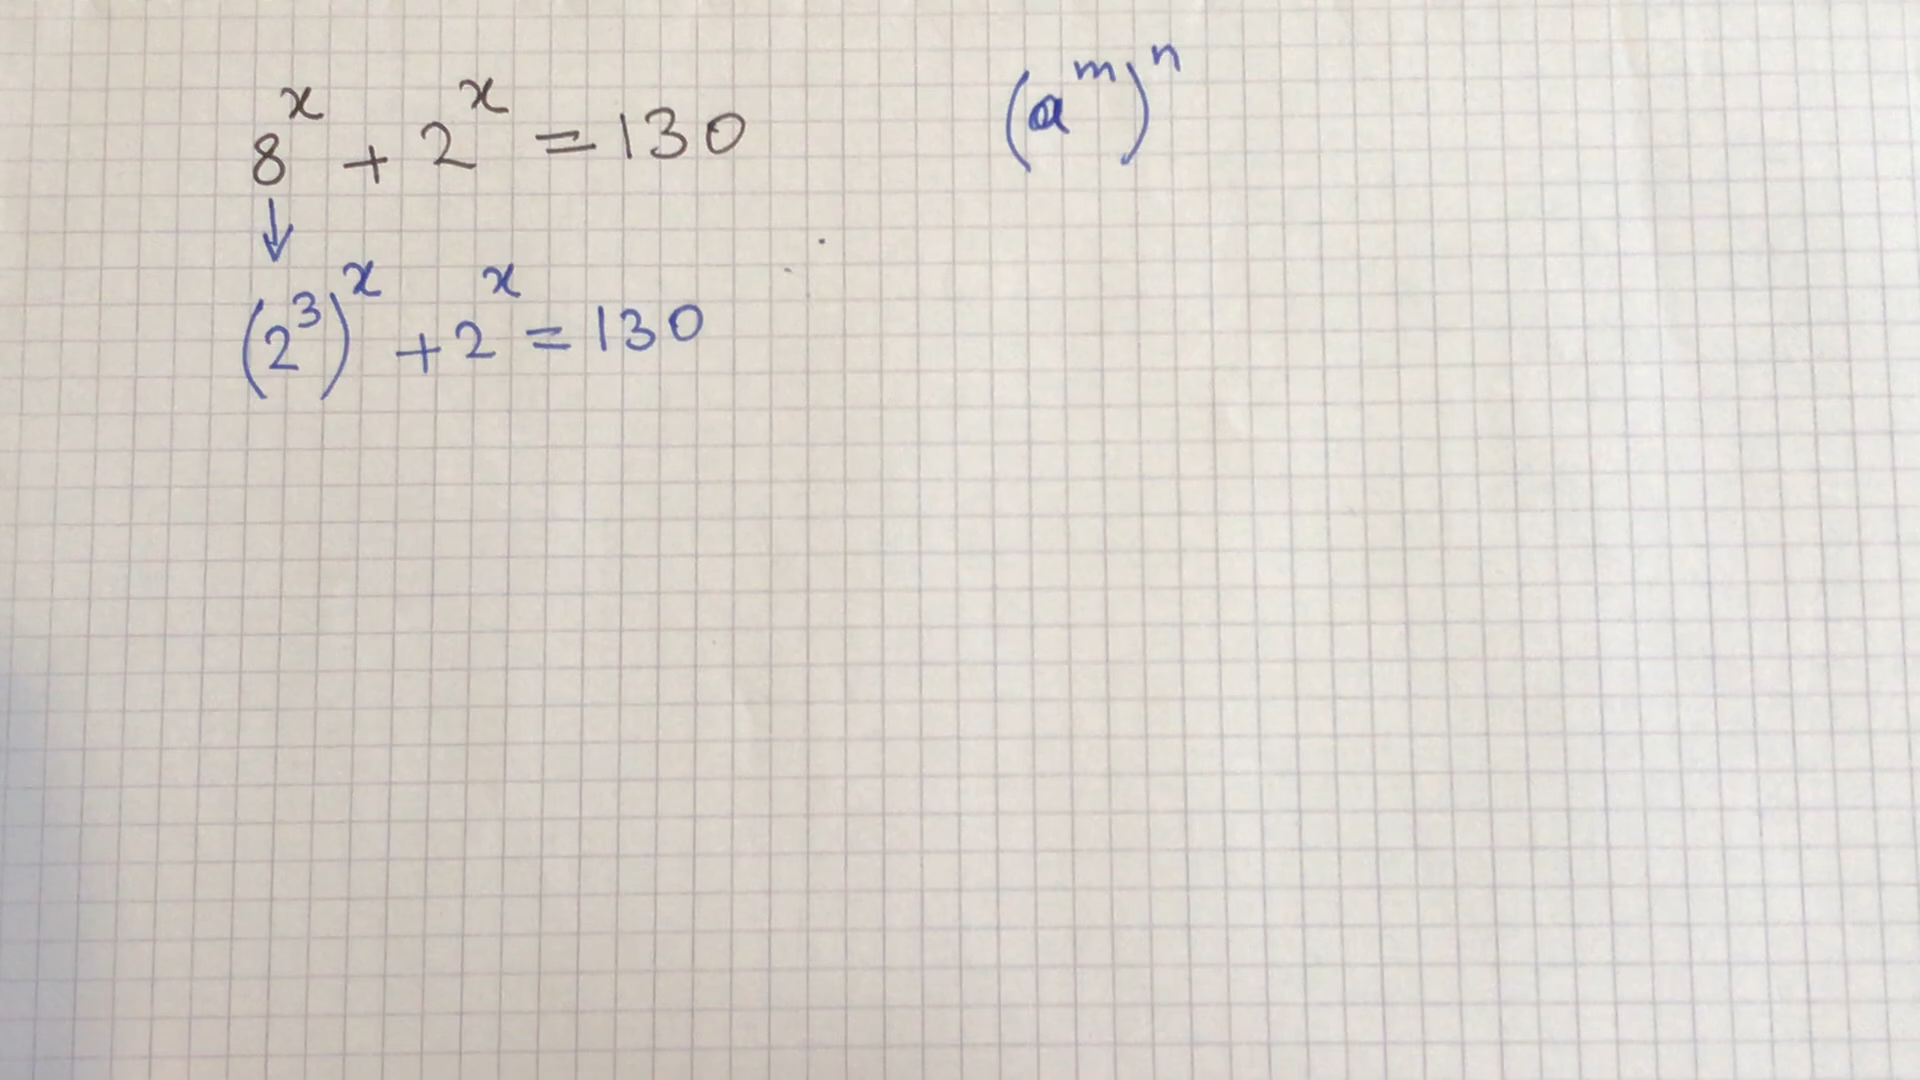 8^x + 2^x = 130
(a^m)^n
↓
(2^3)^x + 2^x = 130